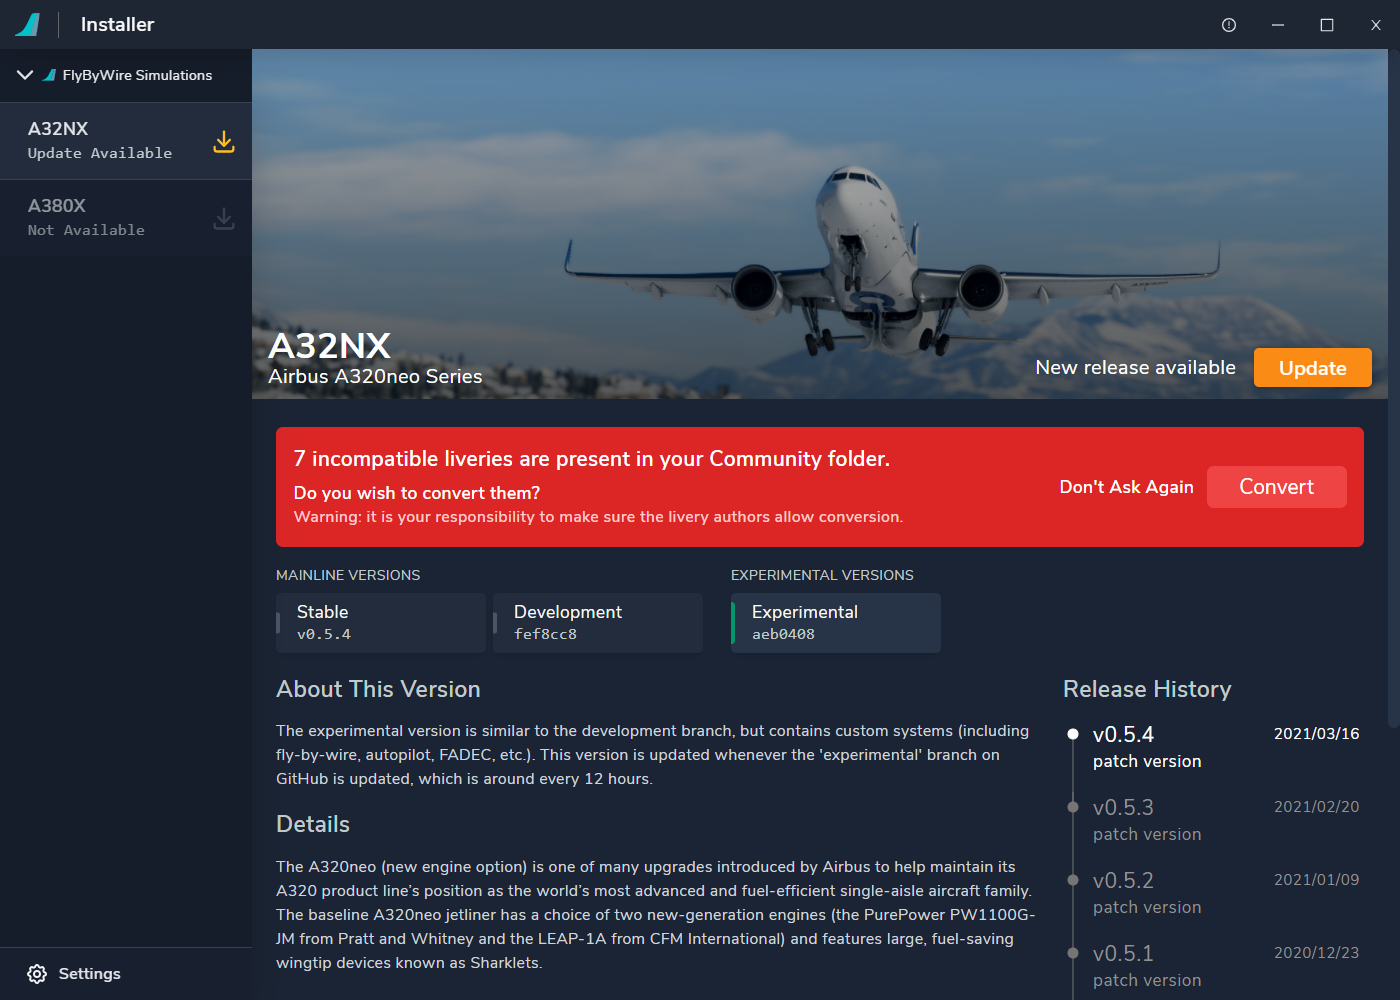 Installer
FlyByWire Simulations
A32NX
Update Available
A380X
Not Available
Settings
A32NX
Airbus A320neo Series
New release available
Update
7 incompatible liveries are present in your Community folder.
Do you wish to convert them?
Warning: it is your responsibility to make sure the livery authors allow conversion.
Don't Ask Again
Convert
MAINLINE VERSIONS
Stable
v0.5.4
Development
fef8cc8
EXPERIMENTAL VERSIONS
Experimental
aeb0408
About This Version
The experimental version is similar to the development branch, but contains custom systems (including
fly-by-wire, autopilot, FADEC, etc.). This version is updated whenever the 'experimental' branch on
GitHub is updated, which is around every 12 hours.
Details
The A320neo (new engine option) is one of many upgrades introduced by Airbus to help maintain its
A320 product line’s position as the world’s most advanced and fuel-efficient single-aisle aircraft family.
The baseline A320neo jetliner has a choice of two new-generation engines (the PurePower PW1100G-
JM from Pratt and Whitney and the LEAP-1A from CFM International) and features large, fuel-saving
wingtip devices known as Sharklets.
Release History
v0.5.4 2021/03/16
patch version
v0.5.3 2021/02/20
patch version
v0.5.2 2021/01/09
patch version
v0.5.1 2020/12/23
patch version